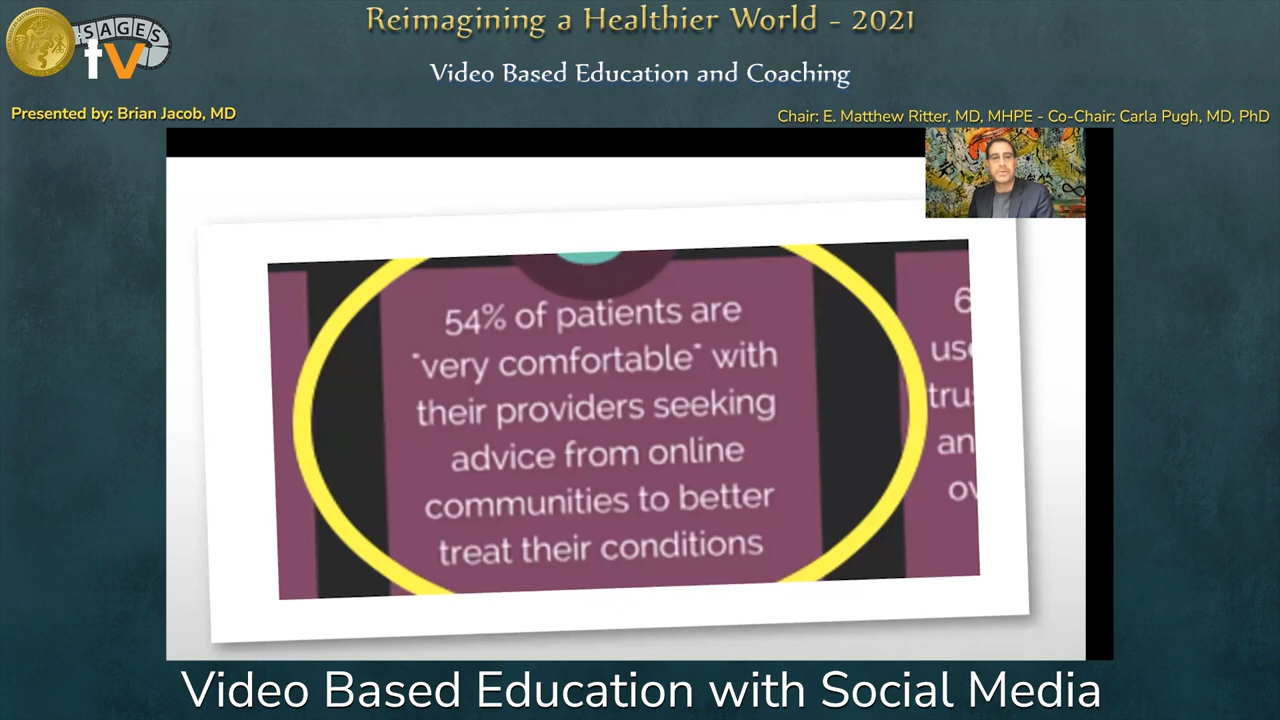 Reimagining a Healthier World - 2021
SAGES
tv
Video Based Education and Coaching
Presented by: Brian Jacob, MD
Chair: E. Matthew Ritter, MD, MHPE - Co-Chair: Carla Pugh, MD, PhD
54% of patients are
"very comfortable" with
their providers seeking
advice from online
communities to better
treat their conditions
Video Based Education with Social Media